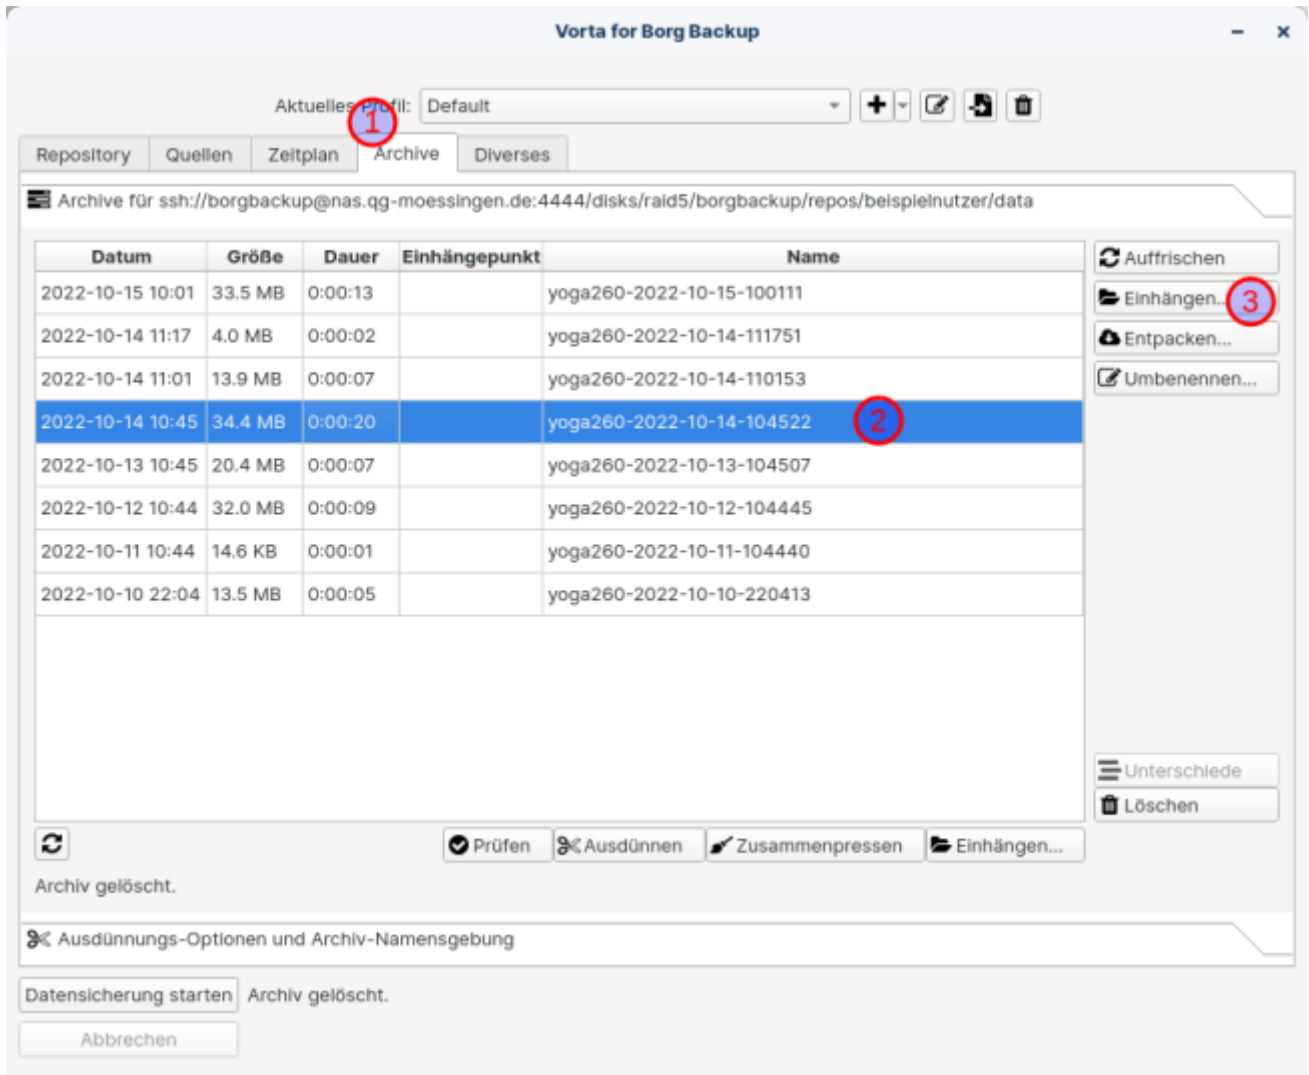 Vorta for Borg Backup
Aktuelles Profil: Default
1
Repository Quellen Zeitplan Archive Diverses
Archive für ssh://borgbackup@nas.qg-moessingen.de:4444/disks/raid5/borgbackup/repos/beispielnutzer/data
Datum Größe Dauer Einhängepunkt Name
2022-10-15 10:01 33.5 MB 0:00:13 yoga260-2022-10-15-100111
2022-10-14 11:17 4.0 MB 0:00:02 yoga260-2022-10-14-111751
2022-10-14 11:01 13.9 MB 0:00:07 yoga260-2022-10-14-110153
2022-10-14 10:45 34.4 MB 0:00:20 yoga260-2022-10-14-104522 2
2022-10-13 10:45 20.4 MB 0:00:07 yoga260-2022-10-13-104507
2022-10-12 10:44 32.0 MB 0:00:09 yoga260-2022-10-12-104445
2022-10-11 10:44 14.6 KB 0:00:01 yoga260-2022-10-11-104440
2022-10-10 22:04 13.5 MB 0:00:05 yoga260-2022-10-10-220413
Auffrischen
Einhängen... 3
Entpacken...
Umbenennen...
Unterschiede
Löschen
Prüfen Ausdünnen Zusammenpressen Einhängen...
Archiv gelöscht.
Ausdünnungs-Optionen und Archiv-Namensgebung
Datensicherung starten Archiv gelöscht.
Abbrechen